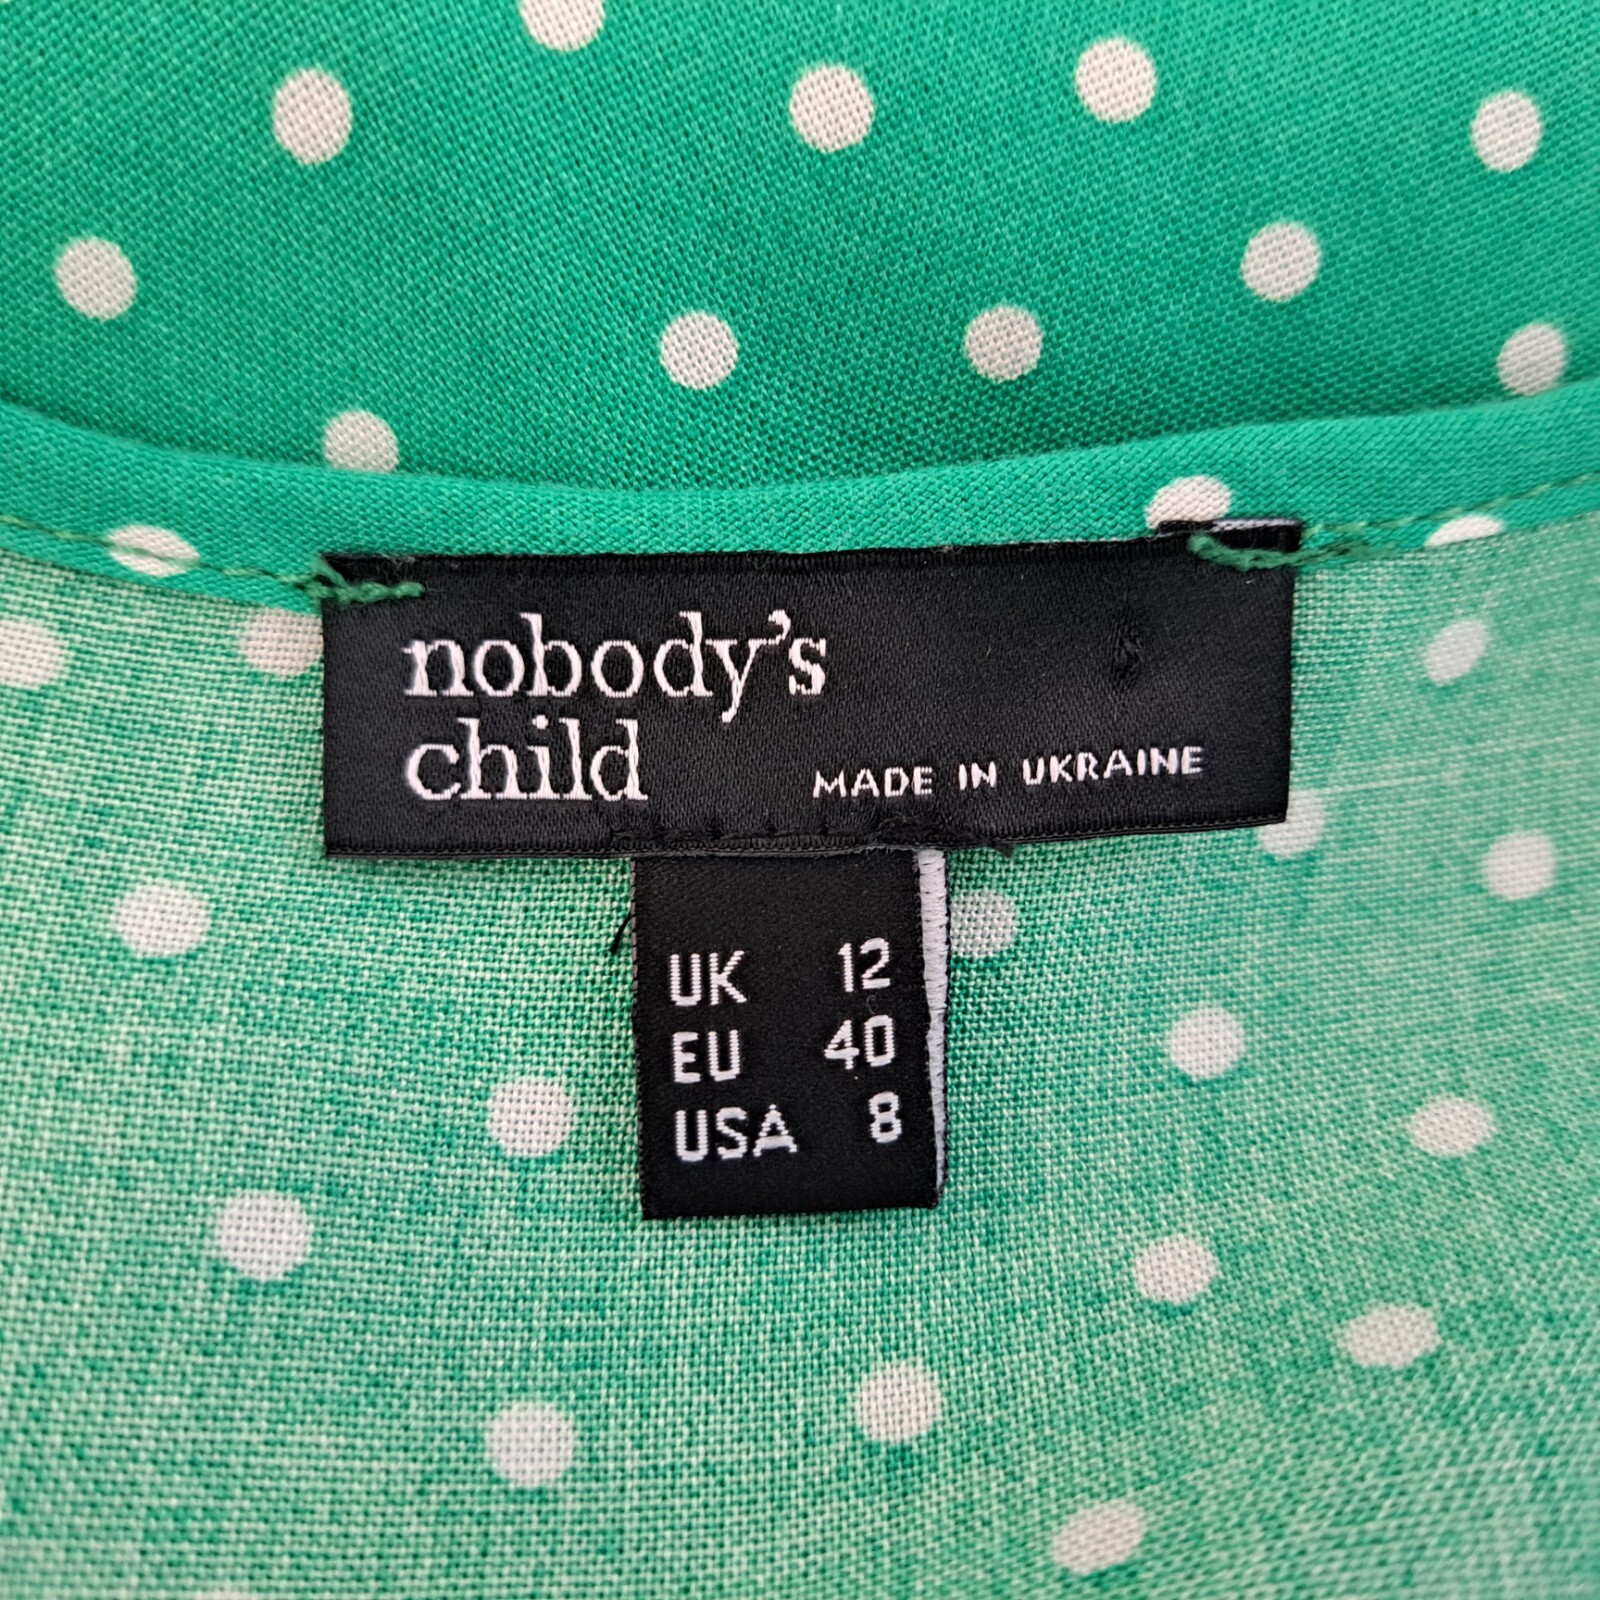 nobody's
child
MADE IN UKRAINE
UK 12
EU 40
USA 8